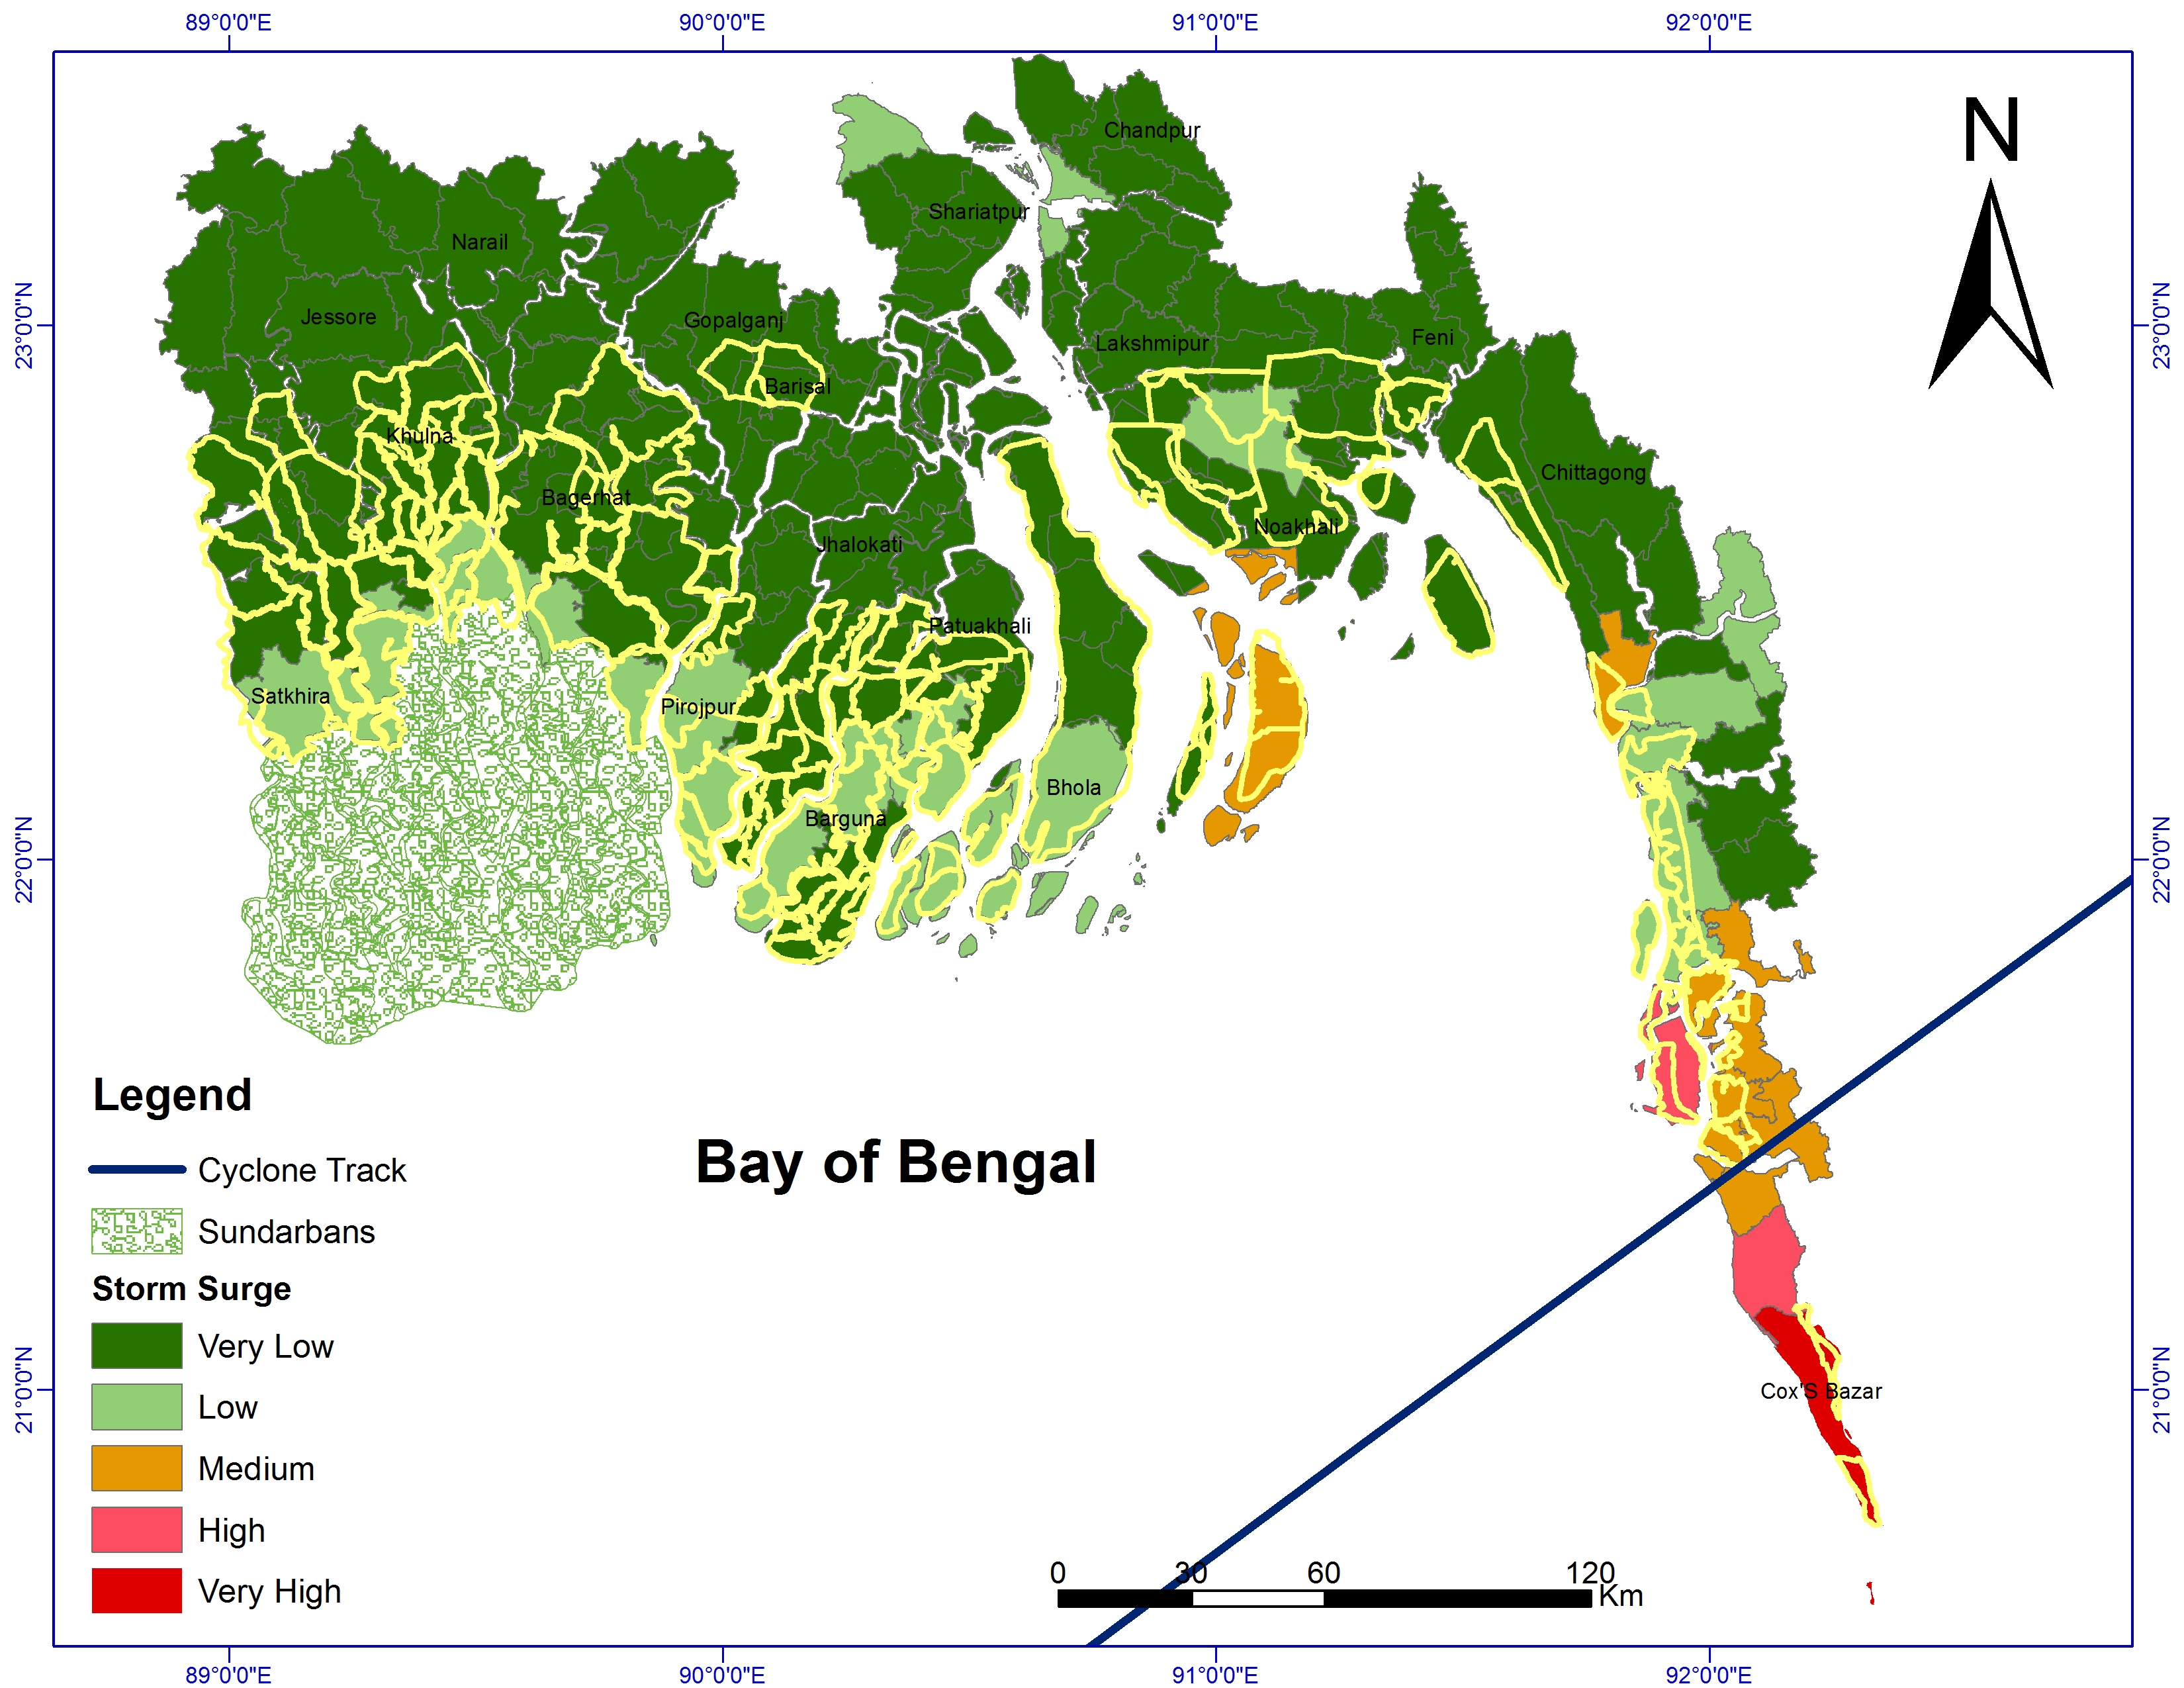 89°0'0"E
90°0'0"E
91°0'0"E
92°0'0"E
N
Chandpur
Shariatpur
Narail
23°0'0"N
23°0'0"N
Jessore
Gopalganj
Lakshmipur
Feni
Barisal
Khulna
Chittagong
Bagerhat
Noakhali
Jhalokati
Patuakhali
Satkhira
Pirojpur
Bhola
Barguna
22°0'0"N
22°0'0"N
Legend
Bay of Bengal
Cyclone Track
Sundarbans
Storm Surge
Very Low
21°0'0"N
21°0'0"N
Cox'S Bazar
Low
Medium
High
Very High
0 30 60 120
Km
89°0'0"E
90°0'0"E
91°0'0"E
92°0'0"E